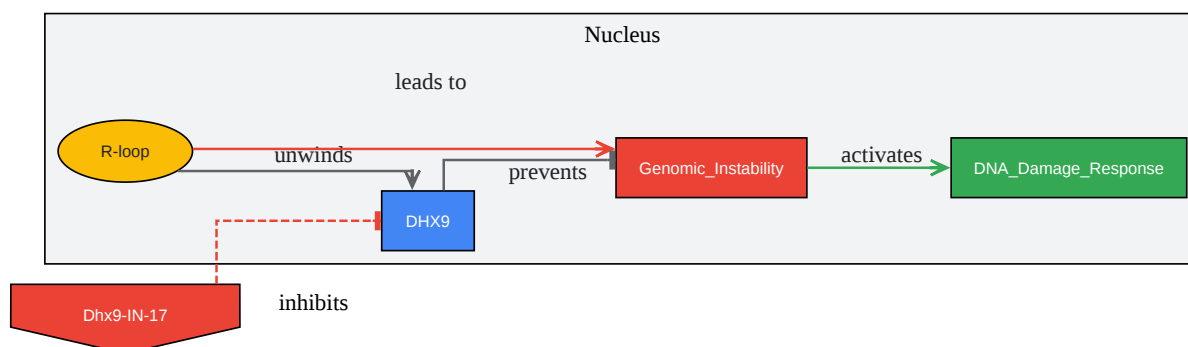 Nucleus
leads to
R-loop
unwinds
prevents
Genomic_Instability
activates
DNA_Damage_Response
DHX9
Dhx9-IN-17
inhibits